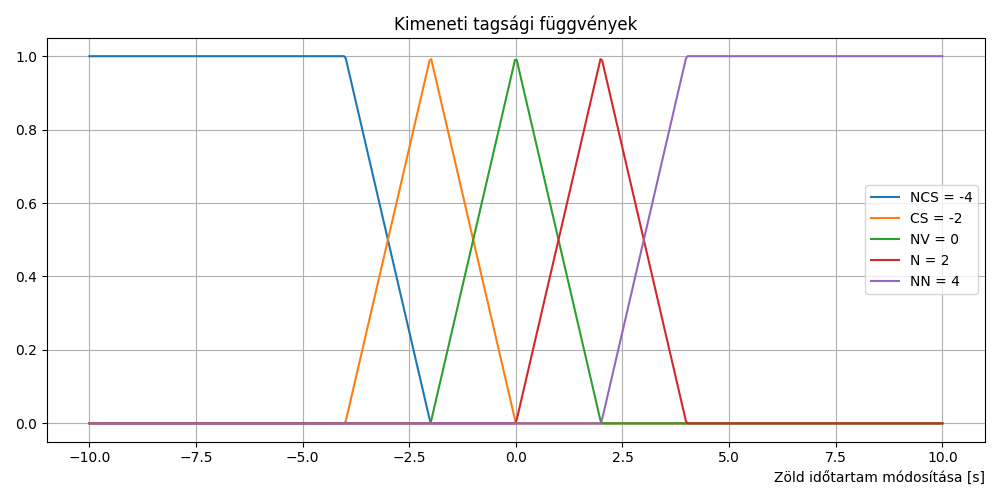 Kimeneti tagsági függvények
1.0
0.8
0.6
0.4
0.2
0.0
NCS = -4
CS = -2
NV = 0
N = 2
NN = 4
−10.0 −7.5 −5.0 −2.5 0.0 2.5 5.0 7.5 10.0
Zöld időtartam módosítása [s]